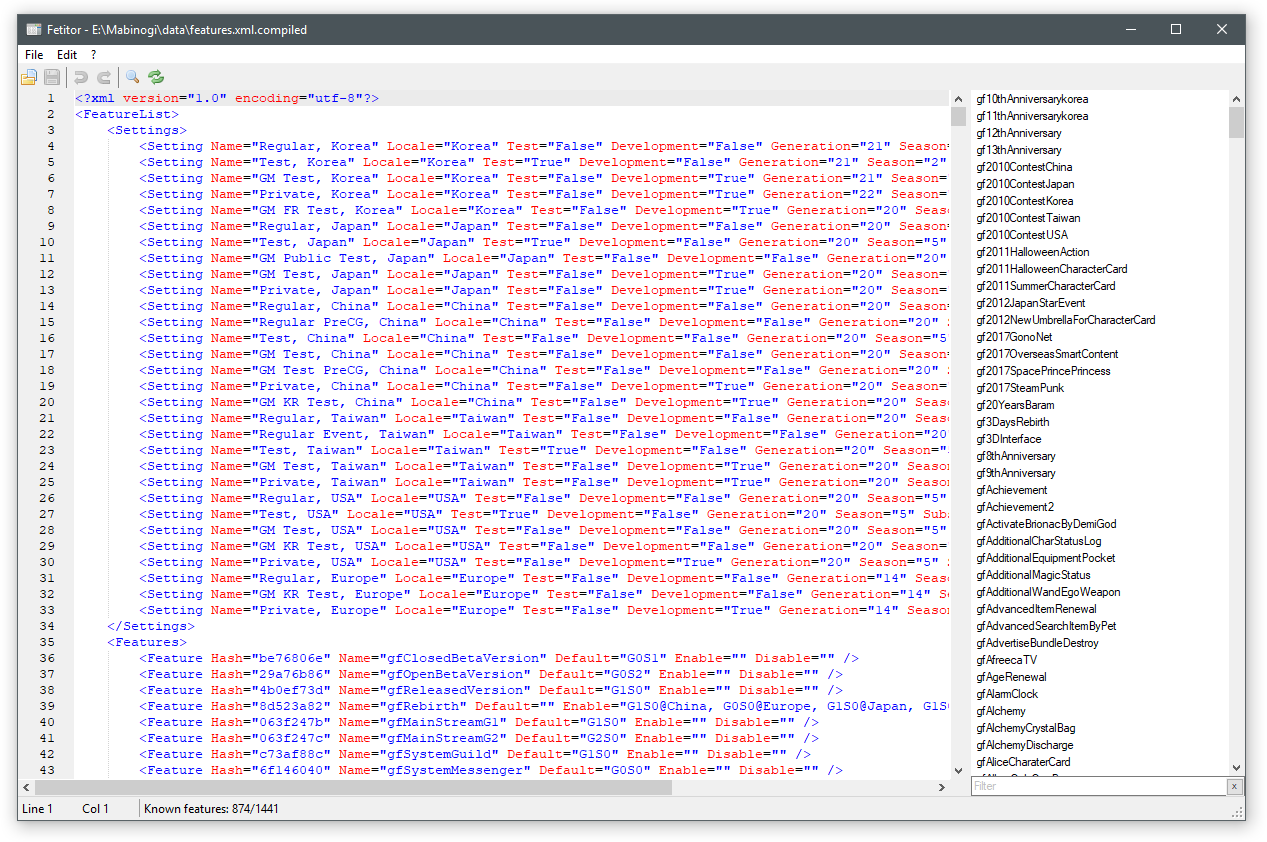 Fetitor - E:\Mabinogi\data\features.xml.compiled
File Edit ?
1 <?xml version="1.0" encoding="utf-8"?>
2 <FeatureList>
3 <Settings>
4 <Setting Name="Regular, Korea" Locale="Korea" Test="False" Development="False" Generation="21" Season=
5 <Setting Name="Test, Korea" Locale="Korea" Test="True" Development="False" Generation="21" Season="2"
6 <Setting Name="GM Test, Korea" Locale="Korea" Test="False" Development="True" Generation="21" Season=
7 <Setting Name="Private, Korea" Locale="Korea" Test="False" Development="True" Generation="22" Season=
8 <Setting Name="GM FR Test, Korea" Locale="Korea" Test="False" Development="True" Generation="20" Seas
9 <Setting Name="Regular, Japan" Locale="Japan" Test="False" Development="False" Generation="20" Season=
10 <Setting Name="Test, Japan" Locale="Japan" Test="True" Development="False" Generation="20" Season="5"
11 <Setting Name="GM Public Test, Japan" Locale="Japan" Test="False" Development="False" Generation="20"
12 <Setting Name="GM Test, Japan" Locale="Japan" Test="False" Development="True" Generation="20" Season=
13 <Setting Name="Private, Japan" Locale="Japan" Test="False" Development="True" Generation="20" Season=
14 <Setting Name="Regular, China" Locale="China" Test="False" Development="False" Generation="20" Season=
15 <Setting Name="Regular PreCG, China" Locale="China" Test="False" Development="False" Generation="20"
16 <Setting Name="Test, China" Locale="China" Test="False" Development="False" Generation="20" Season="5"
17 <Setting Name="GM Test, China" Locale="China" Test="False" Development="False" Generation="20" Season=
18 <Setting Name="GM Test PreCG, China" Locale="China" Test="False" Development="False" Generation="20"
19 <Setting Name="Private, China" Locale="China" Test="False" Development="True" Generation="20" Season=
20 <Setting Name="GM KR Test, China" Locale="China" Test="False" Development="True" Generation="20" Seas
21 <Setting Name="Regular, Taiwan" Locale="Taiwan" Test="False" Development="False" Generation="20" Seaso
22 <Setting Name="Regular Event, Taiwan" Locale="Taiwan" Test="False" Development="False" Generation="20"
23 <Setting Name="Test, Taiwan" Locale="Taiwan" Test="True" Development="False" Generation="20" Season="
24 <Setting Name="GM Test, Taiwan" Locale="Taiwan" Test="False" Development="True" Generation="20" Seaso
25 <Setting Name="Private, Taiwan" Locale="Taiwan" Test="False" Development="True" Generation="20" Seaso
26 <Setting Name="Regular, USA" Locale="USA" Test="False" Development="False" Generation="20" Season="5"
27 <Setting Name="Test, USA" Locale="USA" Test="True" Development="False" Generation="20" Season="5" Sub
28 <Setting Name="GM Test, USA" Locale="USA" Test="False" Development="False" Generation="20" Season="5"
29 <Setting Name="GM KR Test, USA" Locale="USA" Test="False" Development="False" Generation="20" Season=
30 <Setting Name="Private, USA" Locale="USA" Test="False" Development="True" Generation="20" Season="5"
31 <Setting Name="Regular, Europe" Locale="Europe" Test="False" Development="False" Generation="14" Seas
32 <Setting Name="GM KR Test, Europe" Locale="Europe" Test="False" Development="False" Generation="14" Se
33 <Setting Name="Private, Europe" Locale="Europe" Test="False" Development="True" Generation="14" Season
34 </Settings>
35 <Features>
36 <Feature Hash="be76806e" Name="gfClosedBetaVersion" Default="G0S1" Enable="" Disable="" />
37 <Feature Hash="29a76b86" Name="gfOpenBetaVersion" Default="G0S2" Enable="" Disable="" />
38 <Feature Hash="4b0ef73d" Name="gfReleasedVersion" Default="G1S0" Enable="" Disable="" />
39 <Feature Hash="8d523a82" Name="gfRebirth" Default="" Enable="G1S0@China, G0S0@Europe, G1S0@Japan, G1S0
40 <Feature Hash="063f247b" Name="gfMainStreamG1" Default="G1S0" Enable="" Disable="" />
41 <Feature Hash="063f247c" Name="gfMainStreamG2" Default="G2S0" Enable="" Disable="" />
42 <Feature Hash="c73af88c" Name="gfSystemGuild" Default="G1S0" Enable="" Disable="" />
43 <Feature Hash="6f146040" Name="gfSystemMessenger" Default="G0S0" Enable="" Disable="" />
gf10thAnniversarykorea
gf11thAnniversarykorea
gf12thAnniversary
gf13thAnniversary
gf2010ContestChina
gf2010ContestJapan
gf2010ContestKorea
gf2010ContestTaiwan
gf2010ContestUSA
gf2011HalloweenAction
gf2011HalloweenCharacterCard
gf2011SummerCharacterCard
gf2012JapanStarEvent
gf2012NewUmbrellaForCharacterCard
gf2017GonoNet
gf2017OverseasSmartContent
gf2017SpacePrincePrincess
gf2017SteamPunk
gf20YearsBaram
gf3DaysRebirth
gf3DInterface
gf8thAnniversary
gf9thAnniversary
gfAchievement
gfAchievement2
gfActivateBrionacByDemiGod
gfAdditionalCharStatusLog
gfAdditionalEquipmentPocket
gfAdditionalMagicStatus
gfAdditionalWandEgoWeapon
gfAdvancedItemRenewal
gfAdvancedSearchItemByPet
gfAdvertiseBundleDestroy
gfAfreecaTV
gfAgeRenewal
gfAlarmClock
gfAlchemy
gfAlchemyCrystalBag
gfAlchemyDischarge
gfAliceCharaterCard
Filter x
Line 1 Col 1 Known features: 874/1441